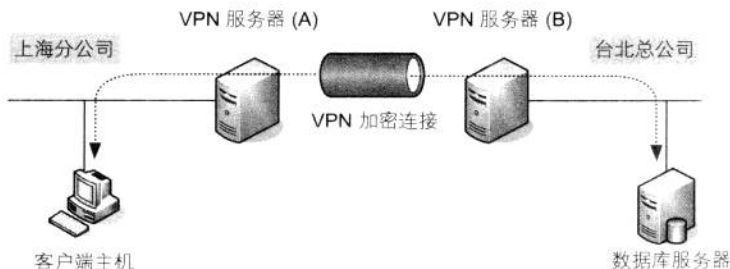 VPN 服务器 (A)
VPN 服务器 (B)
上海分公司
台北总公司
VPN 加密连接
客户端主机
数据库服务器